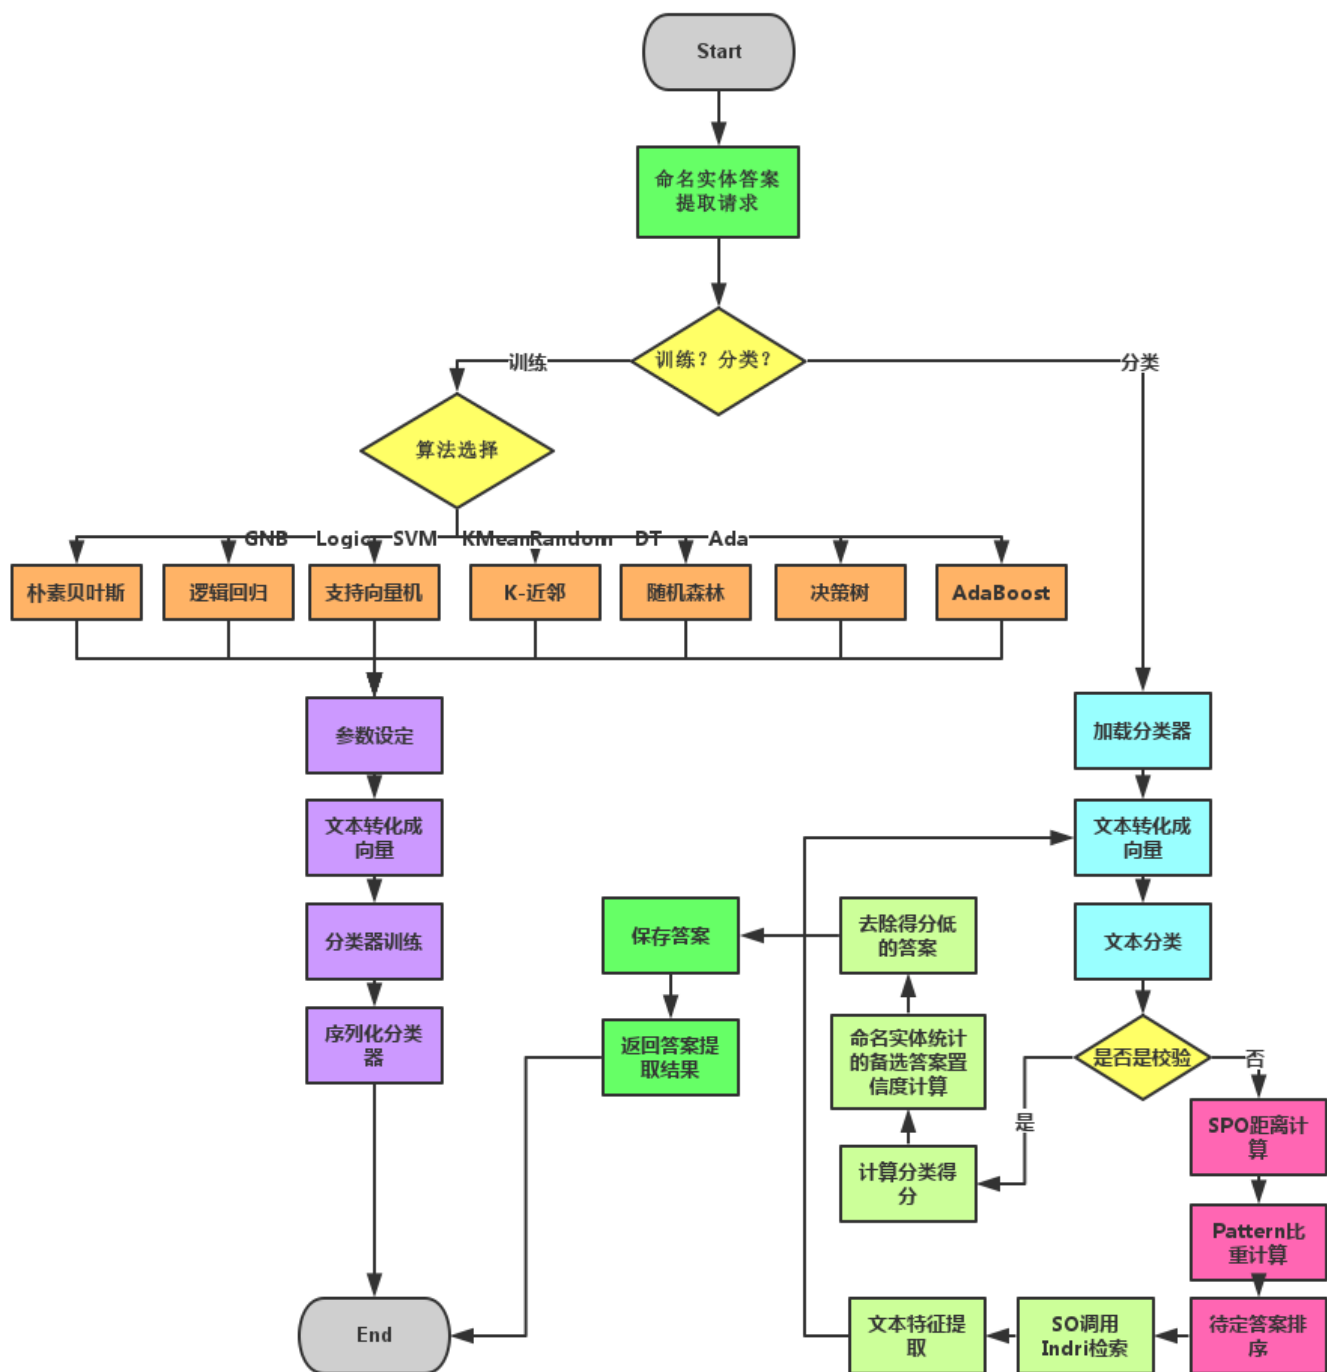 Start
命名实体答案
提取请求
训练？分类？
训练
分类
算法选择
GNB
Logic
SVM
KMean
Random
DT
Ada
朴素贝叶斯
逻辑回归
支持向量机
K-近邻
随机森林
决策树
AdaBoost
参数设定
加载分类器
文本转化成
向量
文本转化成
向量
分类器训练
保存答案
去除得分低
的答案
文本分类
序列化分类
器
返回答案提
取结果
命名实体统计
的备选答案置
信度计算
是否是校验
否
是
SPO距离计
算
计算分类得
分
Pattern比
重计算
End
文本特征提
取
SO调用
Indri检索
待定答案排
序